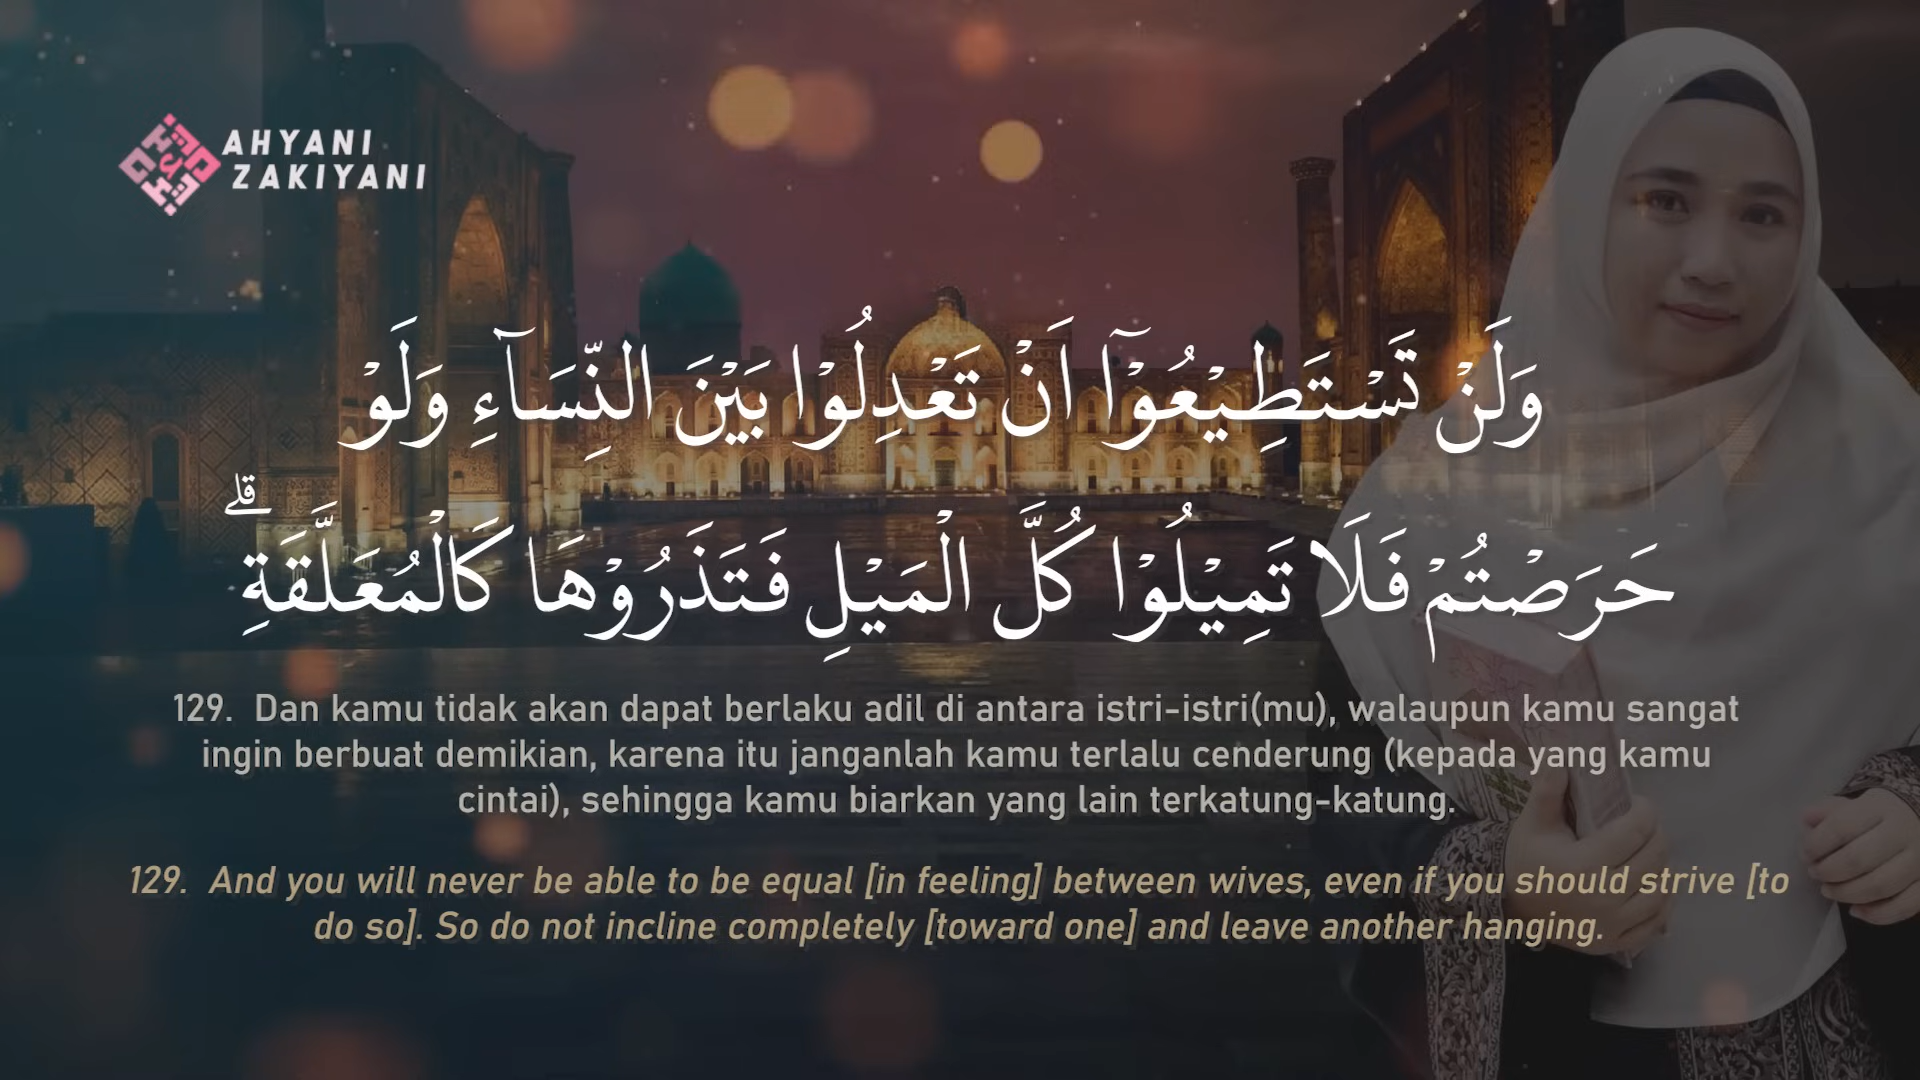 AHYANI
ZAKIYANI
وَلَنْ تَسْتَطِيْعُوْٓا اَنْ تَعْدِلُوْا بَيْنَ النِّسَاۤءِ وَلَوْ
حَرَصْتُمْ فَلَا تَمِيْلُوْا كُلَّ الْمَيْلِ فَتَذَرُوْهَا كَالْمُعَلَّقَةِۗ
129. Dan kamu tidak akan dapat berlaku adil di antara istri-istri(mu), walaupun kamu sangat
ingin berbuat demikian, karena itu janganlah kamu terlalu cenderung (kepada yang kamu
cintai), sehingga kamu biarkan yang lain terkatung-katung.
129. And you will never be able to be equal [in feeling] between wives, even if you should strive [to
do so]. So do not incline completely [toward one] and leave another hanging.